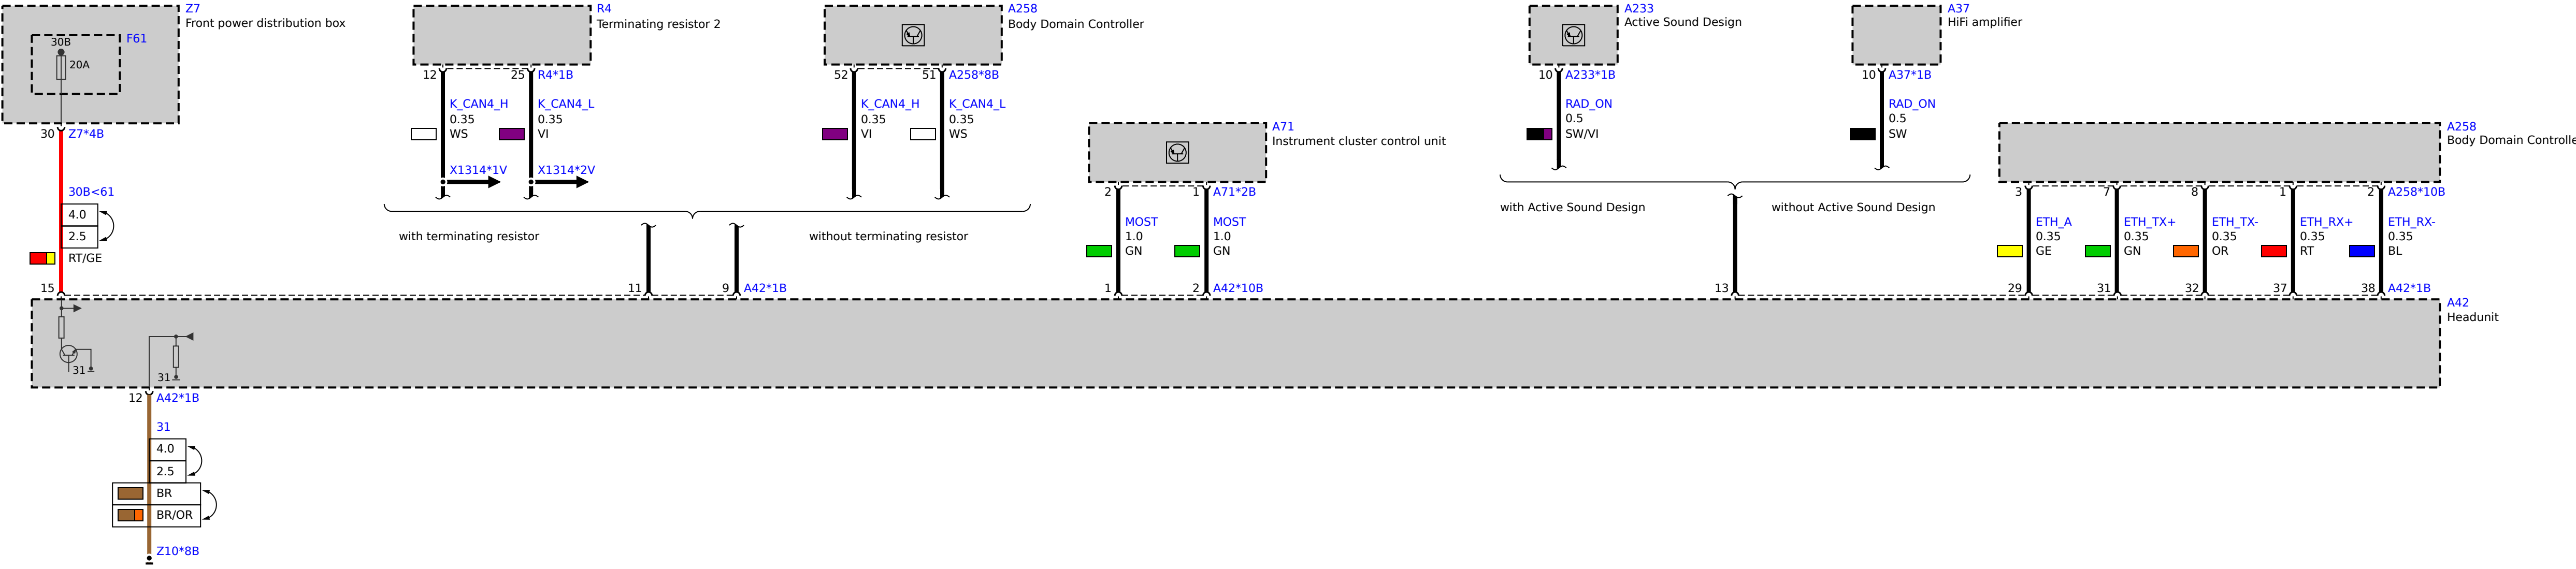 Z7
Front power distribution box
30B
F61
20A
30
Z7*4B
30B<61
4.0
2.5
RT/GE
15
R4
Terminating resistor 2
12
25
R4*1B
K_CAN4_H
0.35
WS
K_CAN4_L
0.35
VI
X1314*1V
X1314*2V
A258
Body Domain Controller
52
51
A258*8B
K_CAN4_H
0.35
VI
K_CAN4_L
0.35
WS
with terminating resistor
without terminating resistor
11
9
A42*1B
A71
Instrument cluster control unit
2
1
A71*2B
MOST
1.0
GN
MOST
1.0
GN
1
2
A42*10B
A233
Active Sound Design
10
A233*1B
RAD_ON
0.5
SW/VI
A37
HiFi amplifier
10
A37*1B
RAD_ON
0.5
SW
with Active Sound Design
without Active Sound Design
13
A258
Body Domain Controlle
3
7
8
1
2
A258*10B
ETH_A
0.35
GE
ETH_TX+
0.35
GN
ETH_TX-
0.35
OR
ETH_RX+
0.35
RT
ETH_RX-
0.35
BL
29
31
32
37
38
A42*1B
A42
Headunit
31
31
12
A42*1B
31
4.0
2.5
BR
BR/OR
Z10*8B